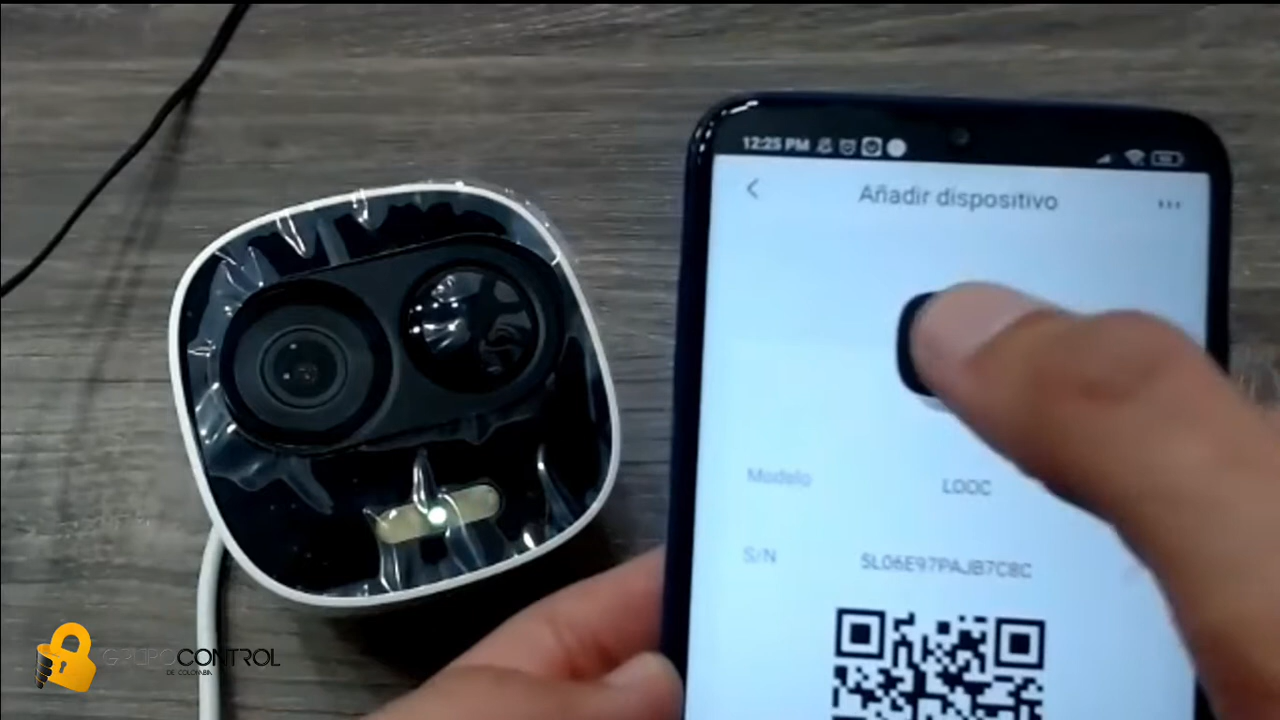 12:25 PM
Añadir dispositivo
Modelo
LOOC
S/N
5L06E97PAJB7C8C
GRUPO CONTROL
DE COLOMBIA